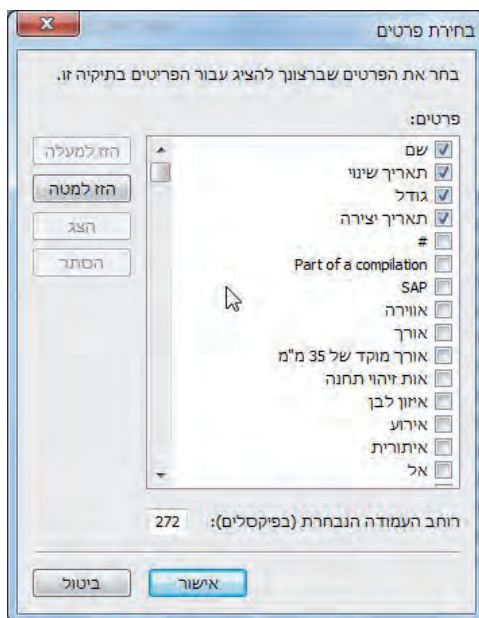 בחירת פרטים
בחר את הפרטים שברצונך להציג עבור הפריטים בתיקיה זו.
פרטים:
שם
תאריך שינוי
גודל
תאריך יצירה
#
Part of a compilation
SAP
אווירה
אורך
אורך מוקד של 35 מ"מ
אות זיהוי תחנה
איזון לבן
אירוע
איתורית
אל
הזז למעלה
הזז למטה
הצג
הסתר
רוחב העמודה הנבחרת (בפיקסלים): 272
אישור
ביטול